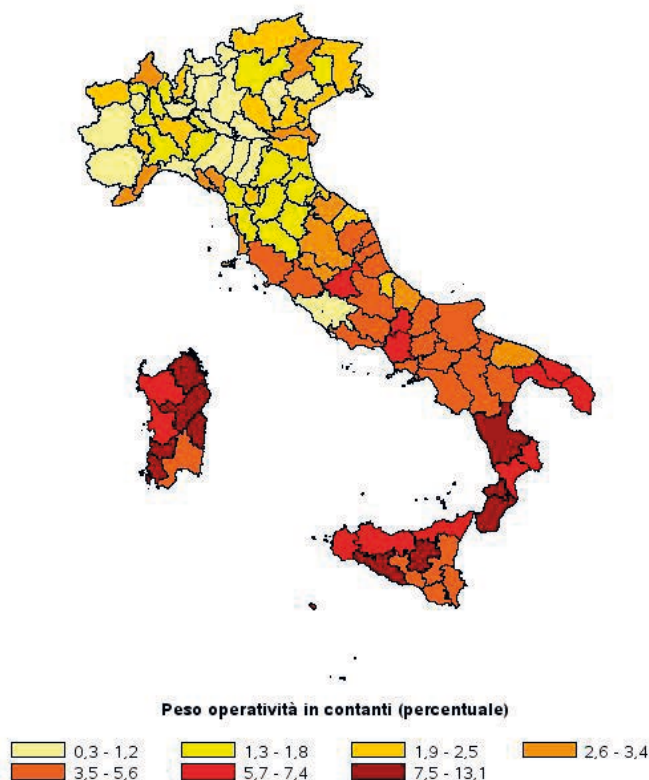 Peso operatività in contanti (percentuale)
0,3 - 1,2 1,3 - 1,8 1,9 - 2,5 2,6 - 3,4
3,5 - 5,6 5,7 - 7,4 7,5 - 13,1